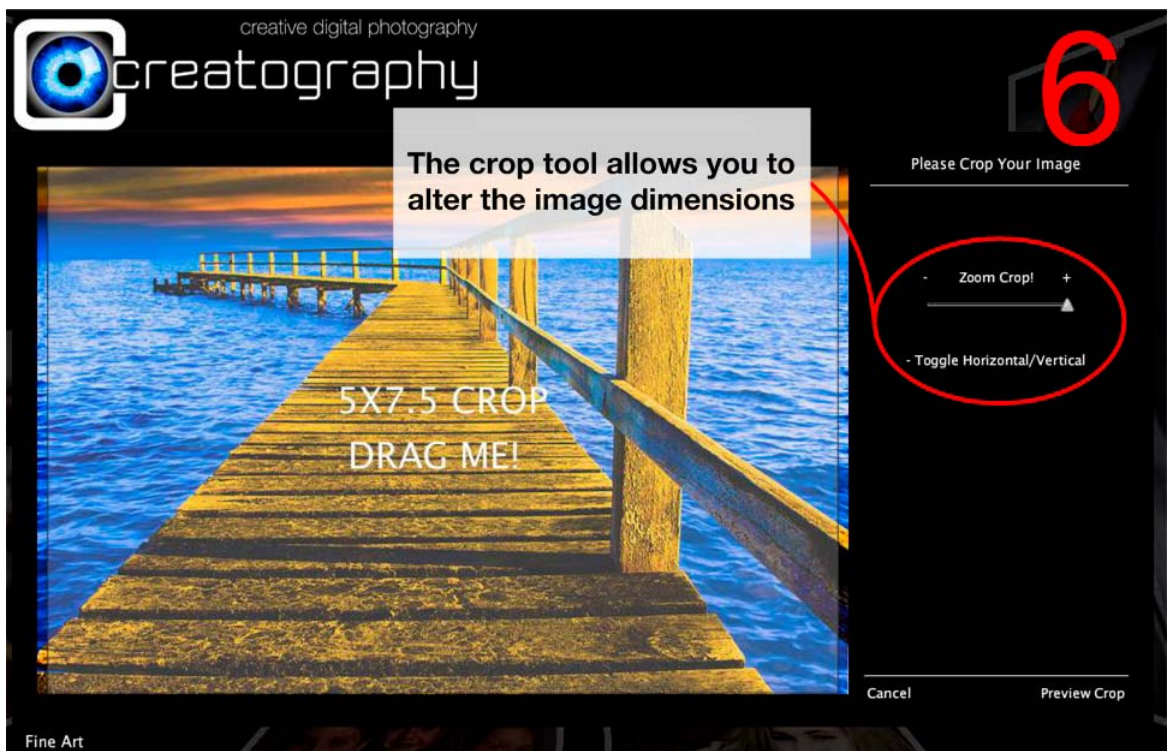 creative digital photography
creatography
6
The crop tool allows you to
alter the image dimensions
Please Crop Your Image
- Zoom Crop! +
- Toggle Horizontal/Vertical
5X7.5 CROP
DRAG ME!
Cancel Preview Crop
Fine Art